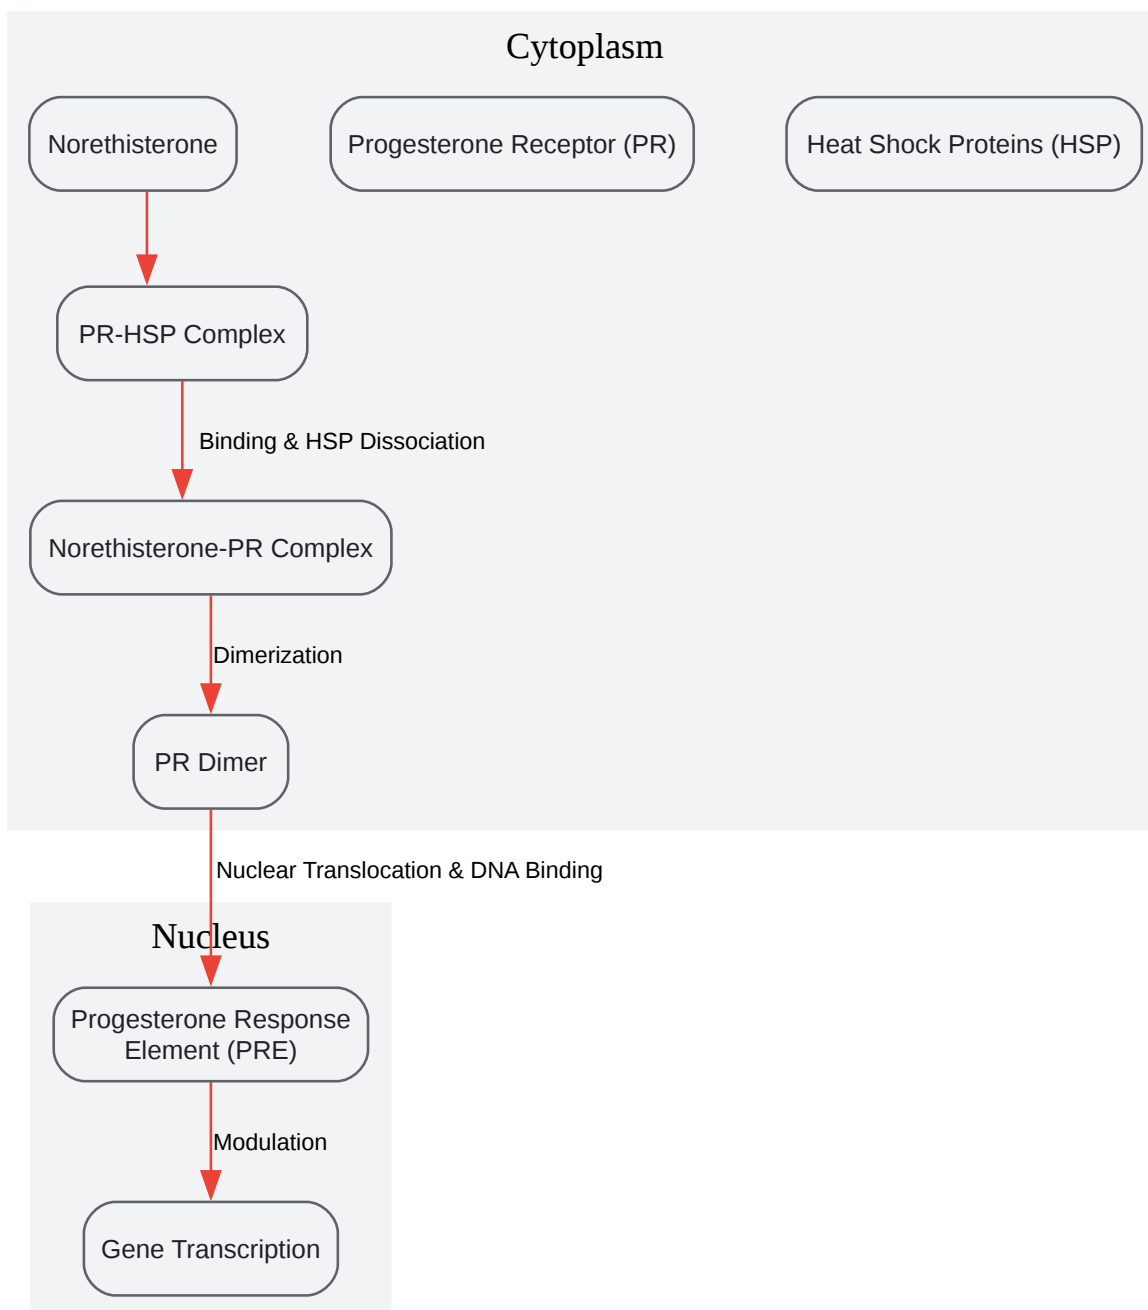 Cytoplasm
Norethisterone
Progesterone Receptor (PR)
Heat Shock Proteins (HSP)
PR-HSP Complex
Binding & HSP Dissociation
Norethisterone-PR Complex
Dimerization
PR Dimer
Nuclear Translocation & DNA Binding
Nucleus
Progesterone Response
Element (PRE)
Modulation
Gene Transcription